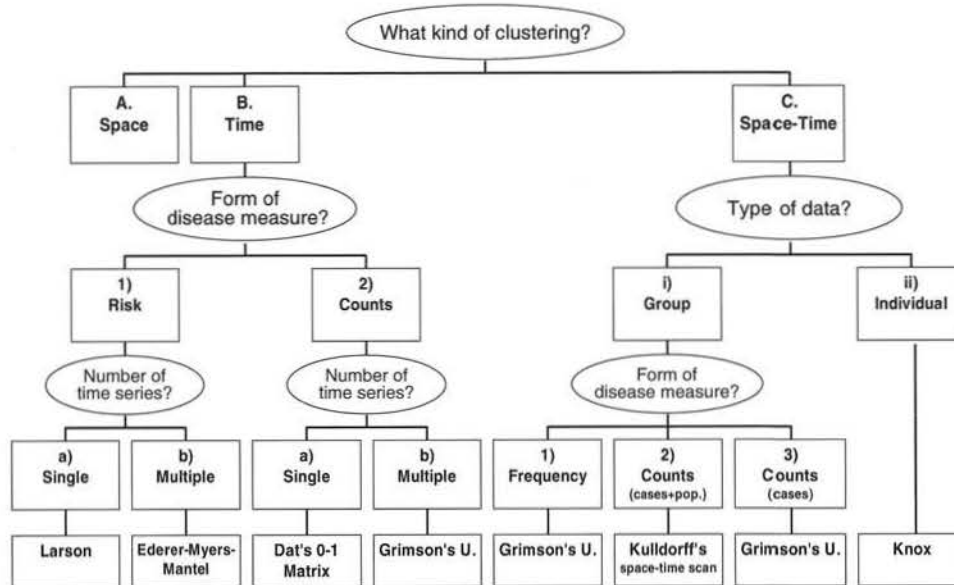 What kind of clustering?
A.
Space
B.
Time
C.
Space-Time
Form of
disease measure?
Type of data?
1)
Risk
2)
Counts
i)
Group
ii)
Individual
Number of
time series?
Number of
time series?
Form of
disease measure?
a)
Single
b)
Multiple
a)
Single
b)
Multiple
1)
Frequency
2)
Counts
(cases+pop.)
3)
Counts
(cases)
Larson
Ederer-Myers-
Mantel
Dat's 0-1
Matrix
Grimson's U.
Grimson's U.
Kulldorff's
space-time scan
Grimson's U.
Knox